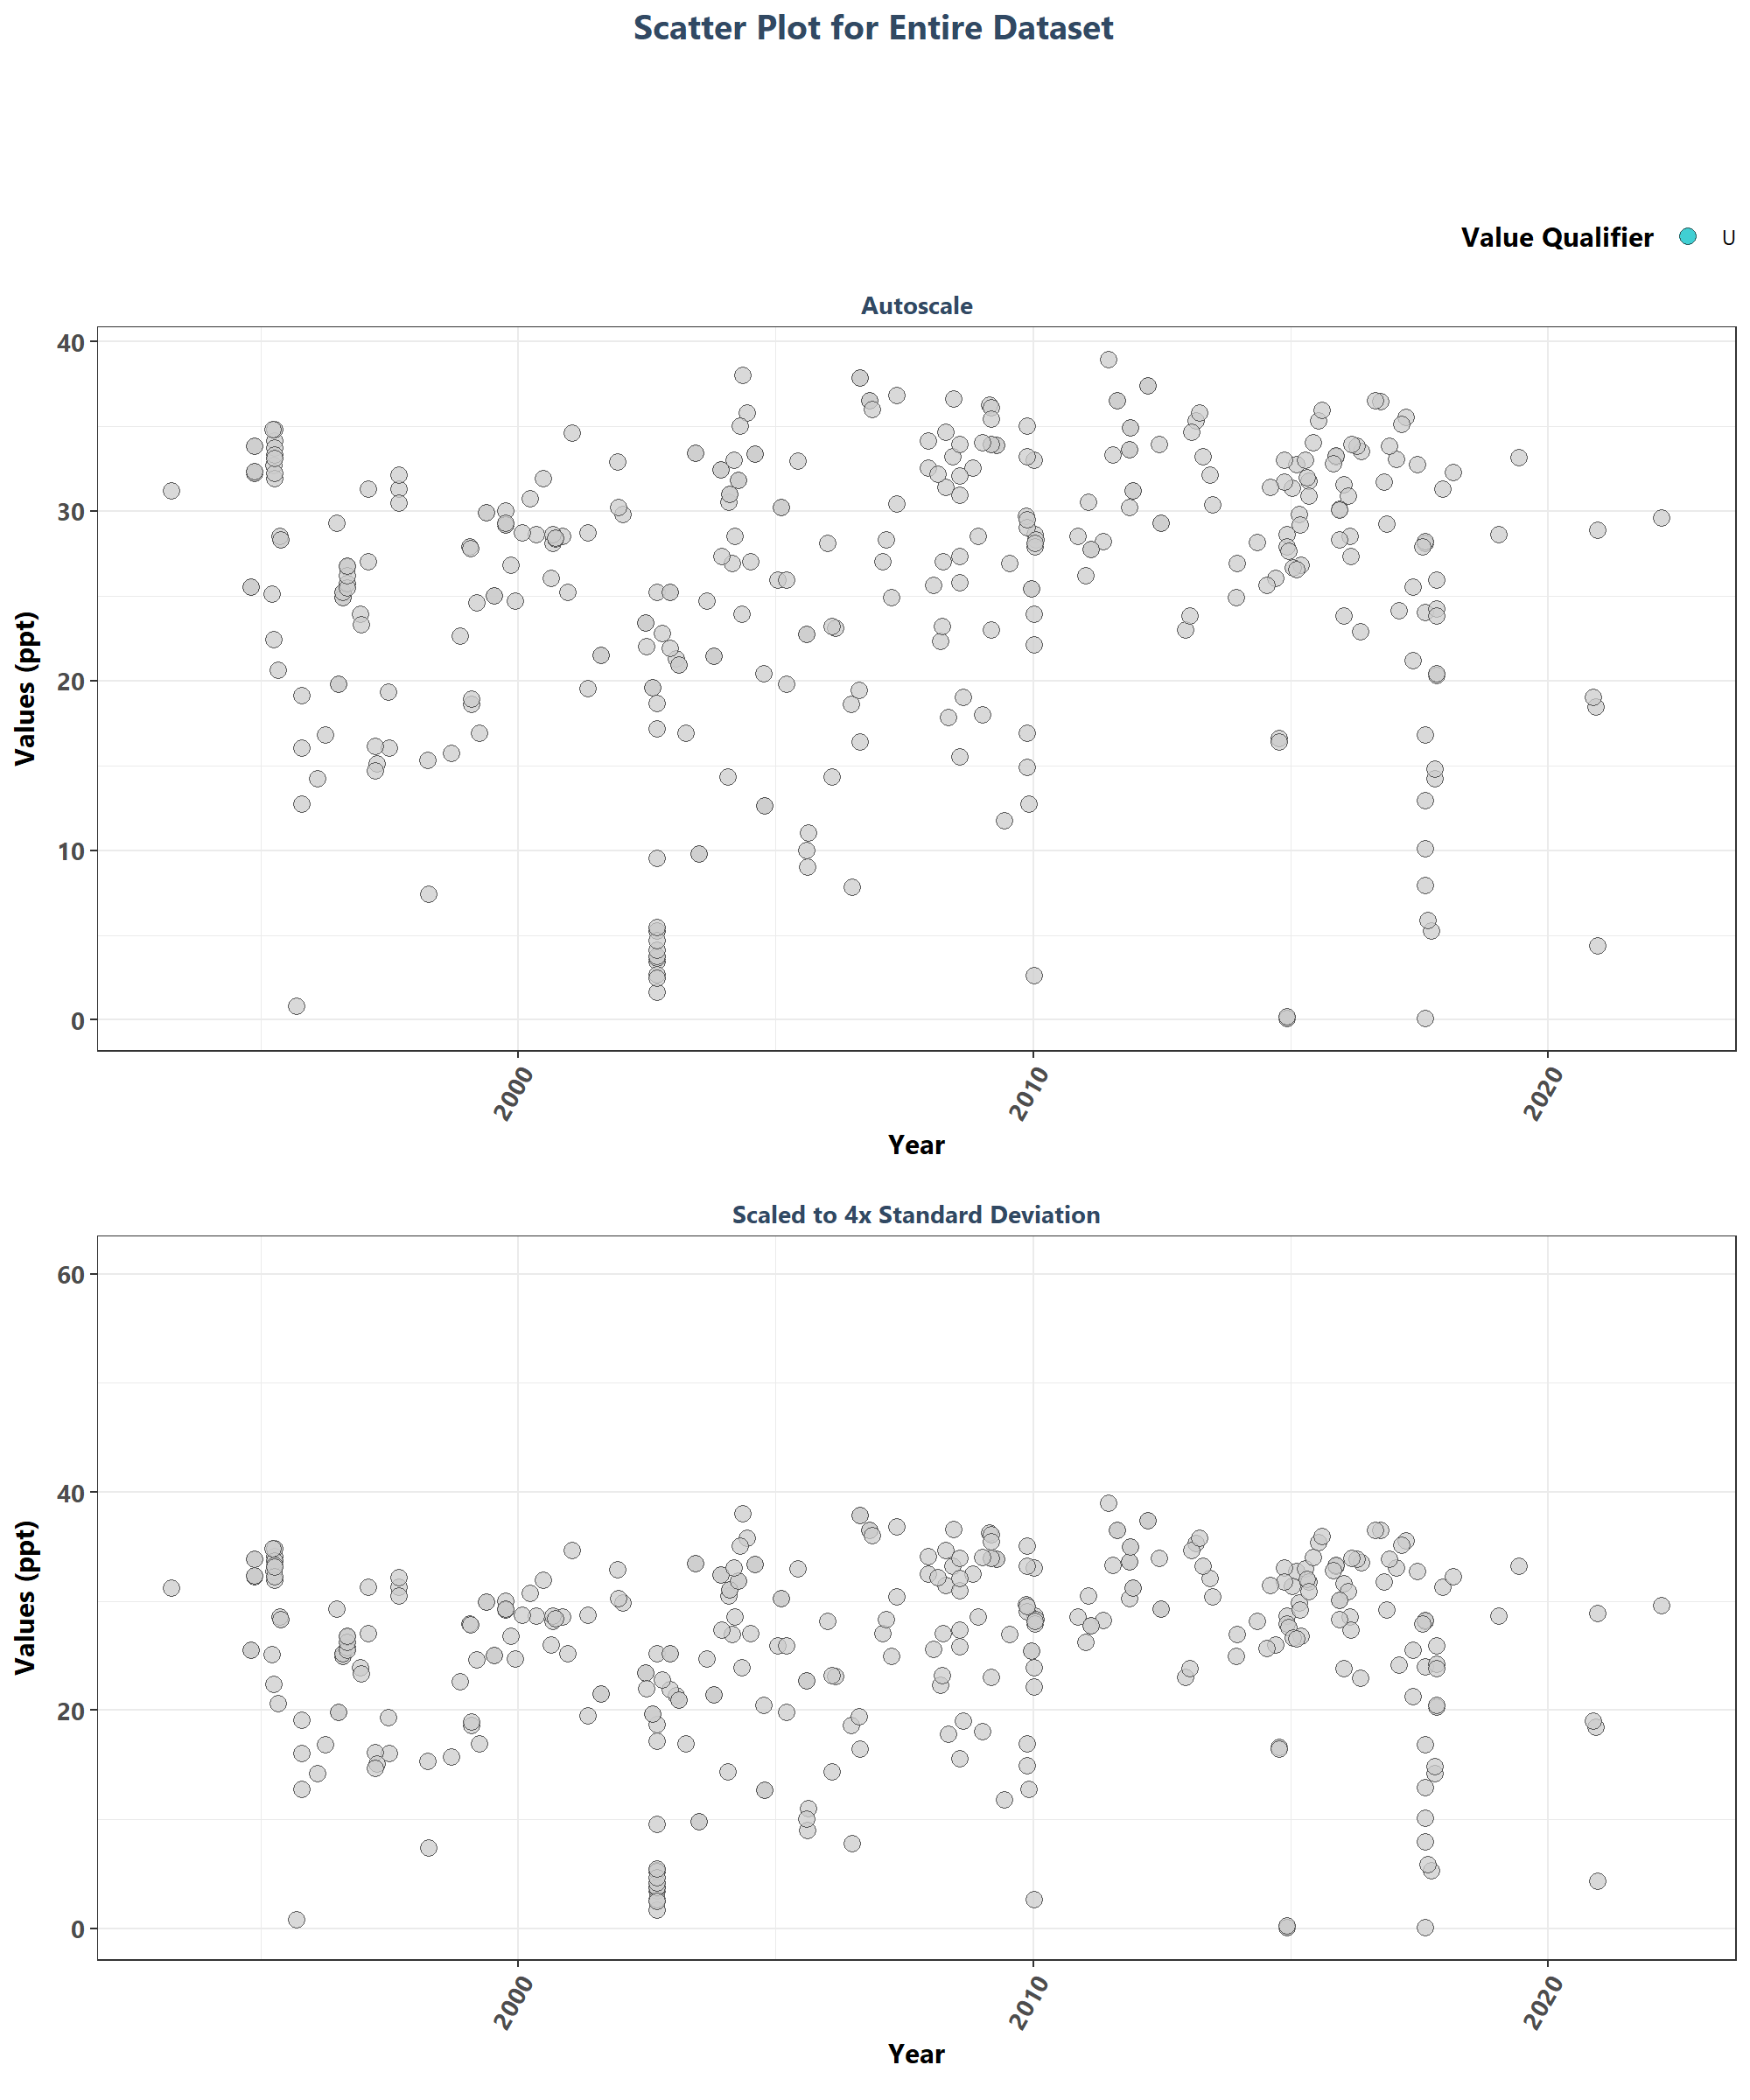 Scatter Plot for Entire Dataset
Value Qualifier U
Autoscale
40
30
20
10
0
Values (ppt)
2000 2010 2020
Year
Scaled to 4x Standard Deviation
60
40
20
0
Values (ppt)
2000 2010 2020
Year